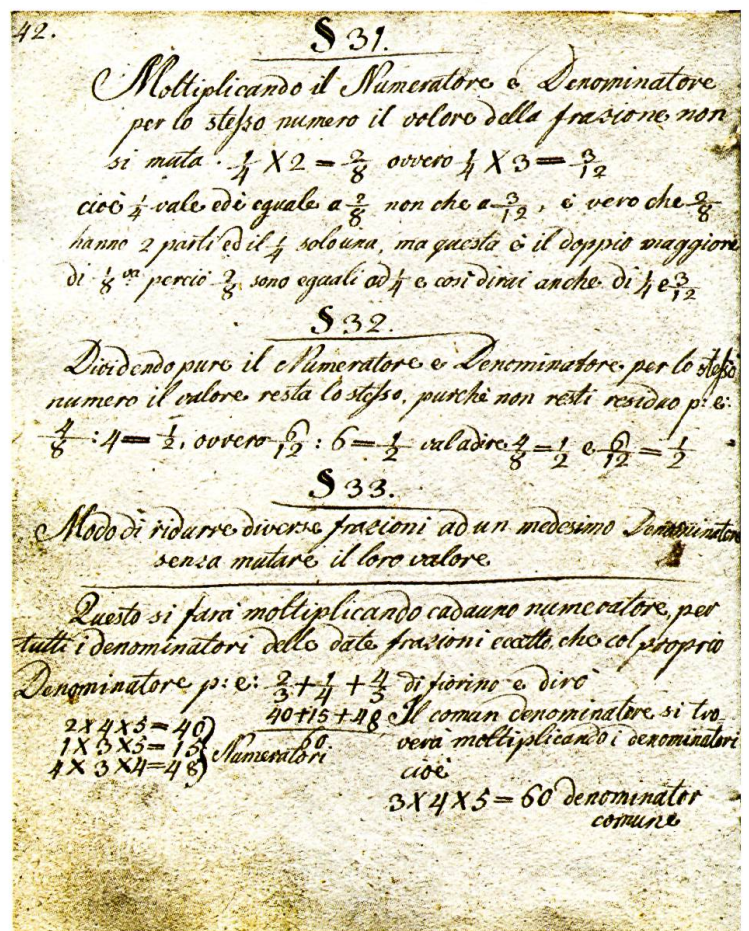 42.
§ 31.
Moltiplicando il Numeratore e Denominatore
per lo stesso numero il valore della frazione non
si muta. 1/4 X 2 = 2/8 ovvero 1/4 X 3 = 3/12
cioè 1/4 vale ed è eguale a 2/8 non che a 3/12, è vero che 2/8
hanno 2 parti ed il 1/4 solo una, ma questa è il doppio maggiore
di 1/8 va perciò 2/8 sono eguali ad 1/4 e così dirai anche di 1/4 e 3/12
§ 32.
Dividendo pure il Numeratore e Denominatore per lo stesso
numero il valore resta lo stesso, purchè non resti residuo p: e:
4/8 : 4 = 1/2, ovvero 6/12 : 6 = 1/2 val a dire 4/8 = 1/2 e 6/12 = 1/2
§ 33.
Modo di ridurre diverse frazioni ad un medesimo Denominatore
senza mutare il loro valore
Questo si farà moltiplicando cadauno numeratore per
tutti i denominatori delle date frazioni eccetto che col proprio
Denominatore p: e: 2/3 + 1/4 + 4/5 di fiorino e dirò
40 + 15 + 48
60
2 X 4 X 5 = 40)
1 X 3 X 5 = 15) Numeratori
4 X 3 X 4 = 48)
Il comun denominatore si tro-
verà moltiplicando i denominatori
cioè
3 X 4 X 5 = 60 denominator
comune